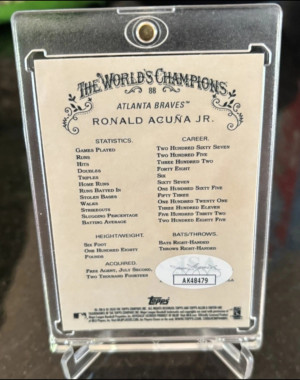 THE WORLD'S CHAMPIONS
88
ATLANTA BRAVES™
RONALD ACUÑA JR.
STATISTICS.
GAMES PLAYED
RUNS
HITS
DOUBLES
TRIPLES
HOME RUNS
RUNS BATTED IN
STOLEN BASES
WALKS
STRIKEOUTS
SLUGGING PERCENTAGE
BATTING AVERAGE
CAREER.
TWO HUNDRED SIXTY SEVEN
TWO HUNDRED FIVE
THREE HUNDRED TWO
FORTY EIGHT
SIX
SIXTY SEVEN
ONE HUNDRED SIXTY FIVE
FIFTY THREE
ONE HUNDRED TWENTY ONE
THREE HUNDRED ELEVEN
FIVE HUNDRED THIRTY TWO
TWO HUNDRED EIGHTY FIVE
HEIGHT/WEIGHT.
SIX FOOT
ONE HUNDRED EIGHTY
POUNDS
BATS/THROWS.
BATS RIGHT-HANDED
THROWS RIGHT-HANDED
ACQUIRED.
FREE AGENT, JULY SECOND,
TWO THOUSAND FOURTEEN
AK48479
Topps